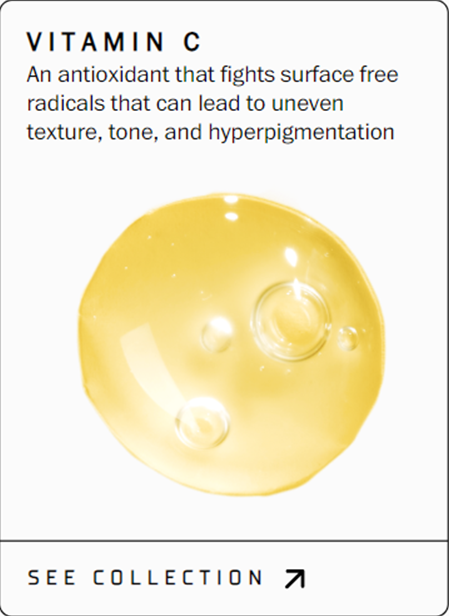 VITAMIN C
An antioxidant that fights surface free
radicals that can lead to uneven
texture, tone, and hyperpigmentation
SEE COLLECTION